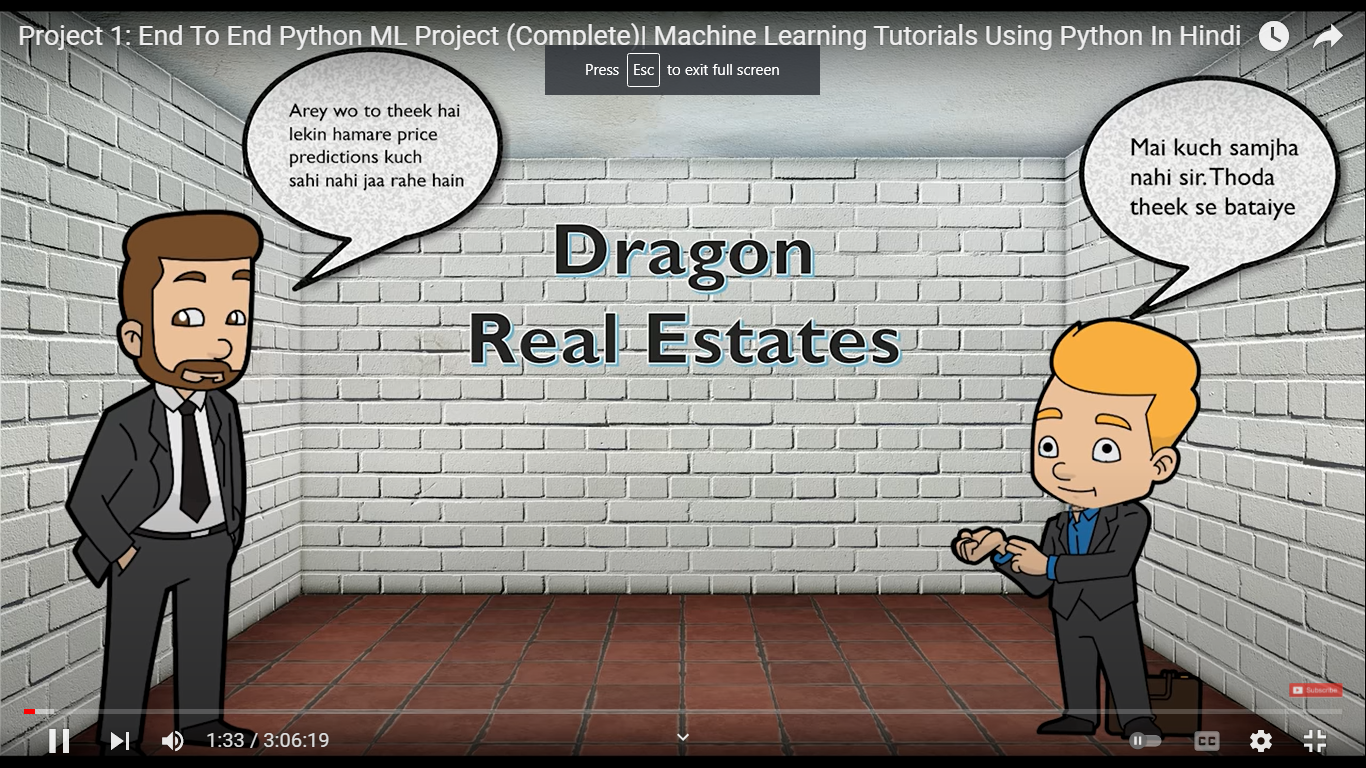 Project 1: End To End Python ML Project (Complete)| Machine Learning Tutorials Using Python In Hindi
Press Esc to exit full screen
Arey wo to theek hai
lekin hamare price
predictions kuch
sahi nahi jaa rahe hain
Mai kuch samjha
nahi sir.Thoda
theek se bataiye
Dragon
Real Estates
Subscribe
1:33 / 3:06:19
CC